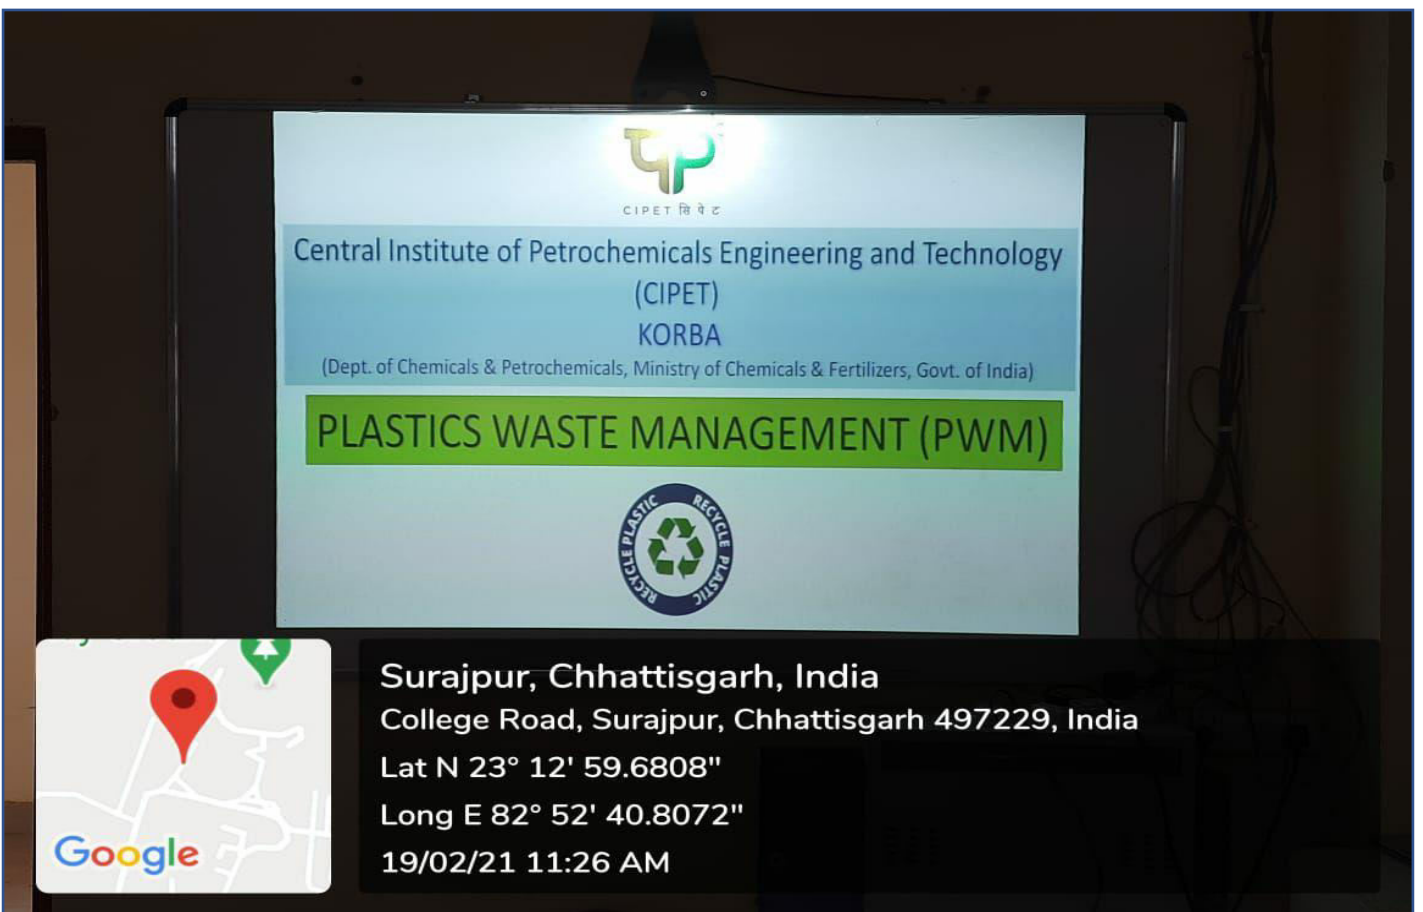 CIPET सिपेट
Central Institute of Petrochemicals Engineering and Technology
(CIPET)
KORBA
(Dept. of Chemicals & Petrochemicals, Ministry of Chemicals & Fertilizers, Govt. of India)
PLASTICS WASTE MANAGEMENT (PWM)
RECYCLE PLASTIC RECYCLE PLASTIC
Surajpur, Chhattisgarh, India
College Road, Surajpur, Chhattisgarh 497229, India
Lat N 23° 12' 59.6808"
Long E 82° 52' 40.8072"
19/02/21 11:26 AM
Google